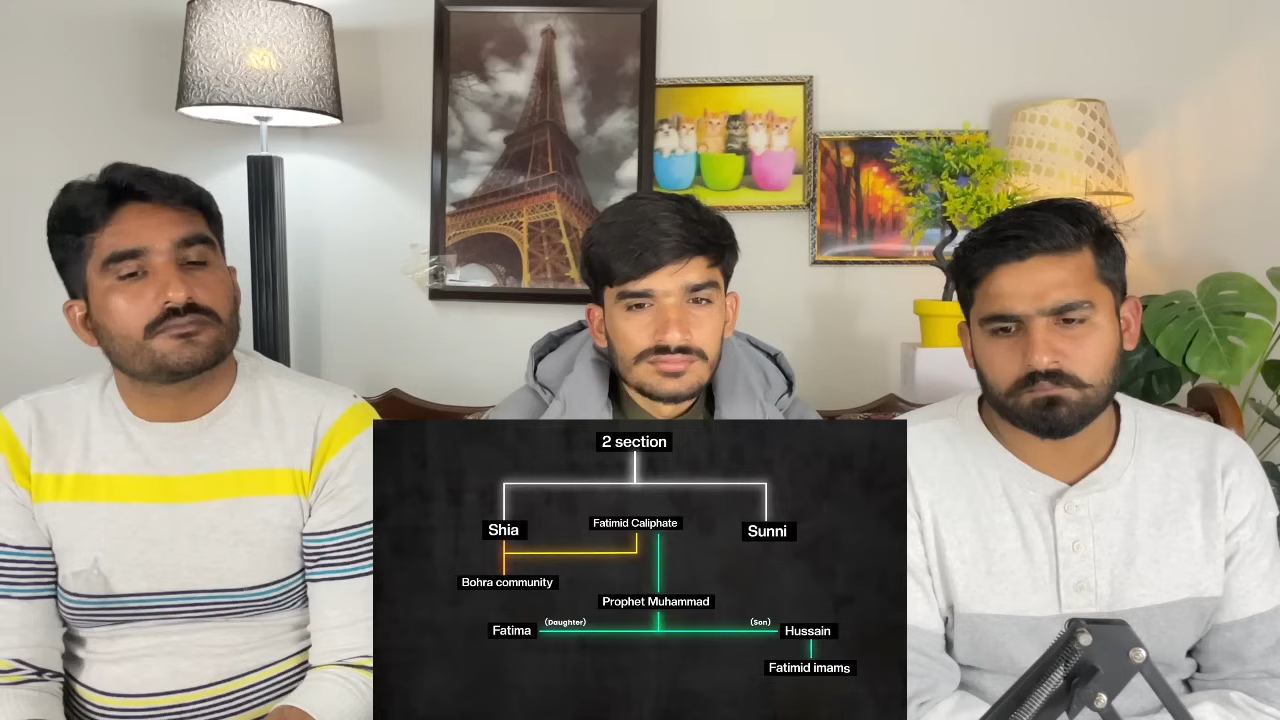 2 section
Shia
Fatimid Caliphate
Sunni
Bohra community
Prophet Muhammad
Fatima
(Daughter)
(Son)
Hussain
Fatimid imams